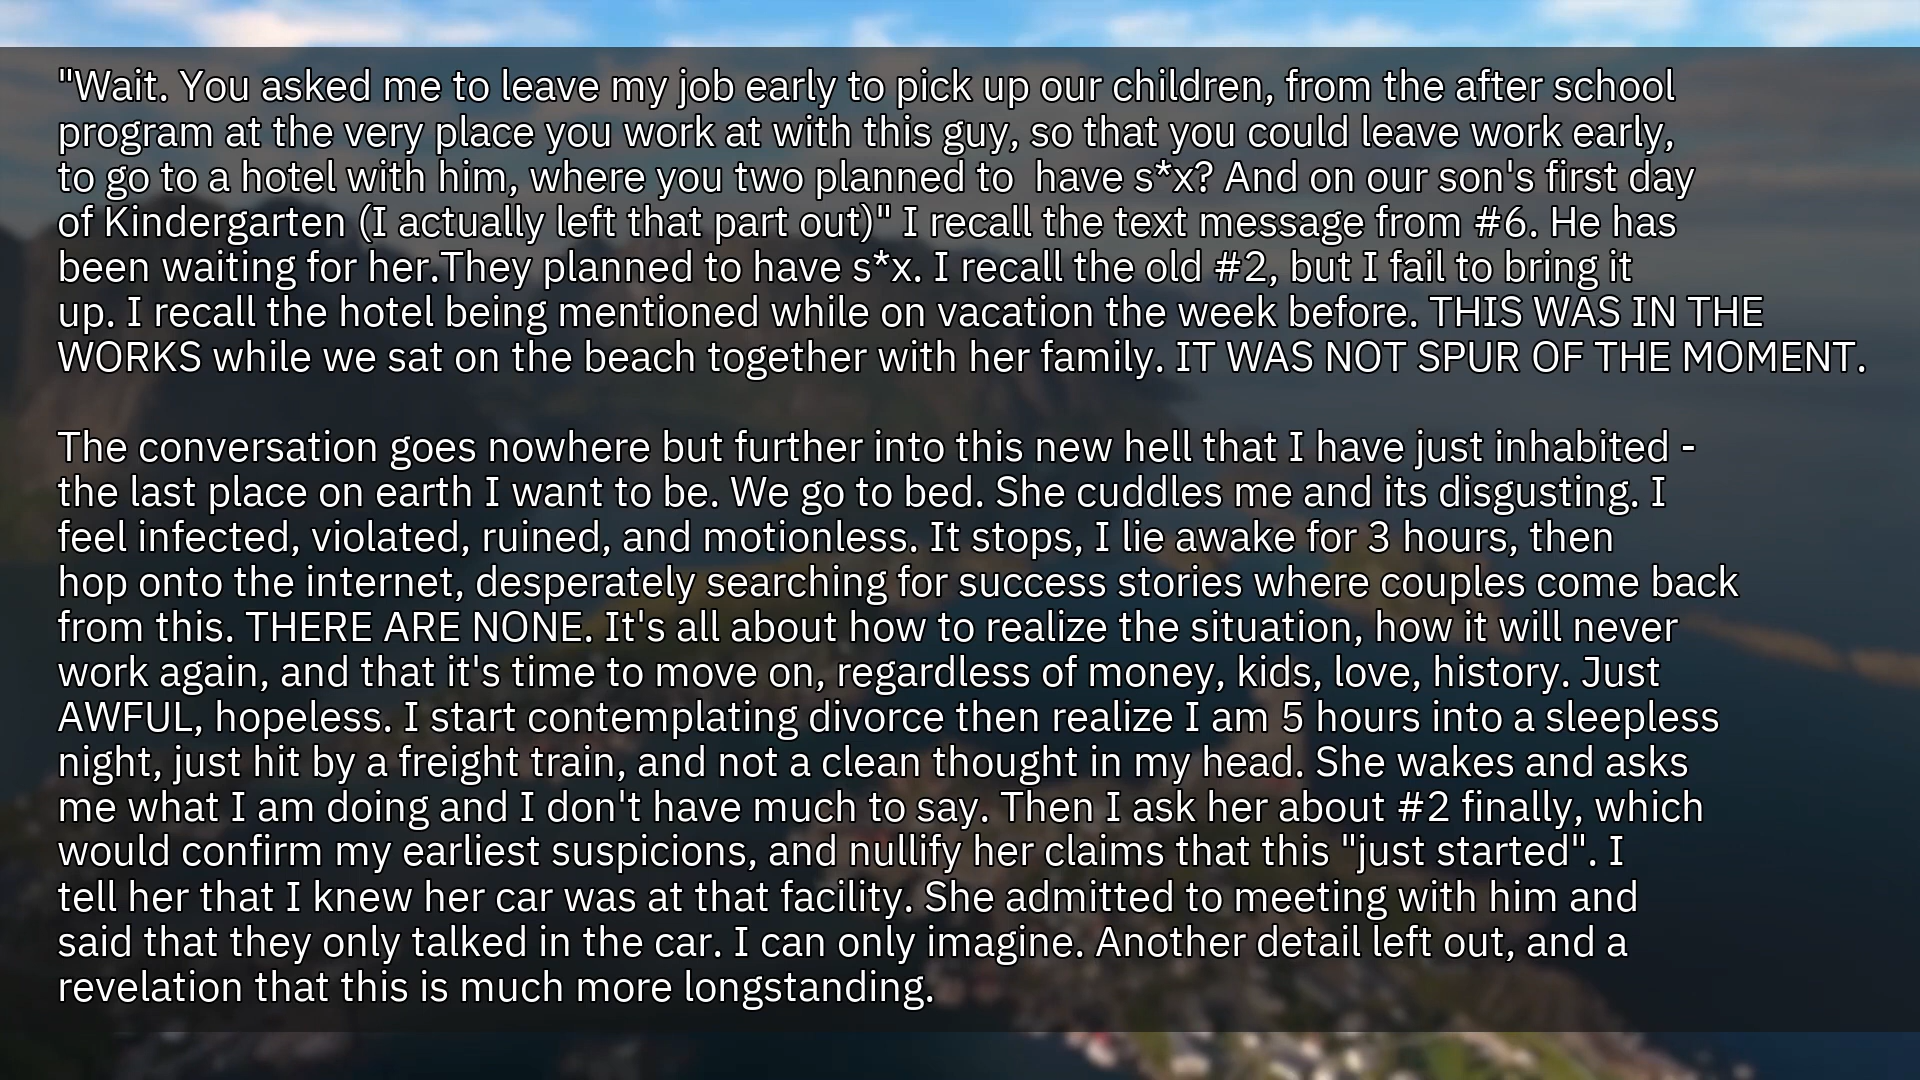 "Wait. You asked me to leave my job early to pick up our children, from the after school
program at the very place you work at with this guy, so that you could leave work early,
to go to a hotel with him, where you two planned to  have s*x? And on our son's first day
of Kindergarten (I actually left that part out)" I recall the text message from #6. He has
been waiting for her.They planned to have s*x. I recall the old #2, but I fail to bring it
up. I recall the hotel being mentioned while on vacation the week before. THIS WAS IN THE
WORKS while we sat on the beach together with her family. IT WAS NOT SPUR OF THE MOMENT.

The conversation goes nowhere but further into this new hell that I have just inhabited -
the last place on earth I want to be. We go to bed. She cuddles me and its disgusting. I
feel infected, violated, ruined, and motionless. It stops, I lie awake for 3 hours, then
hop onto the internet, desperately searching for success stories where couples come back
from this. THERE ARE NONE. It's all about how to realize the situation, how it will never
work again, and that it's time to move on, regardless of money, kids, love, history. Just
AWFUL, hopeless. I start contemplating divorce then realize I am 5 hours into a sleepless
night, just hit by a freight train, and not a clean thought in my head. She wakes and asks
me what I am doing and I don't have much to say. Then I ask her about #2 finally, which
would confirm my earliest suspicions, and nullify her claims that this "just started". I
tell her that I knew her car was at that facility. She admitted to meeting with him and
said that they only talked in the car. I can only imagine. Another detail left out, and a
revelation that this is much more longstanding.